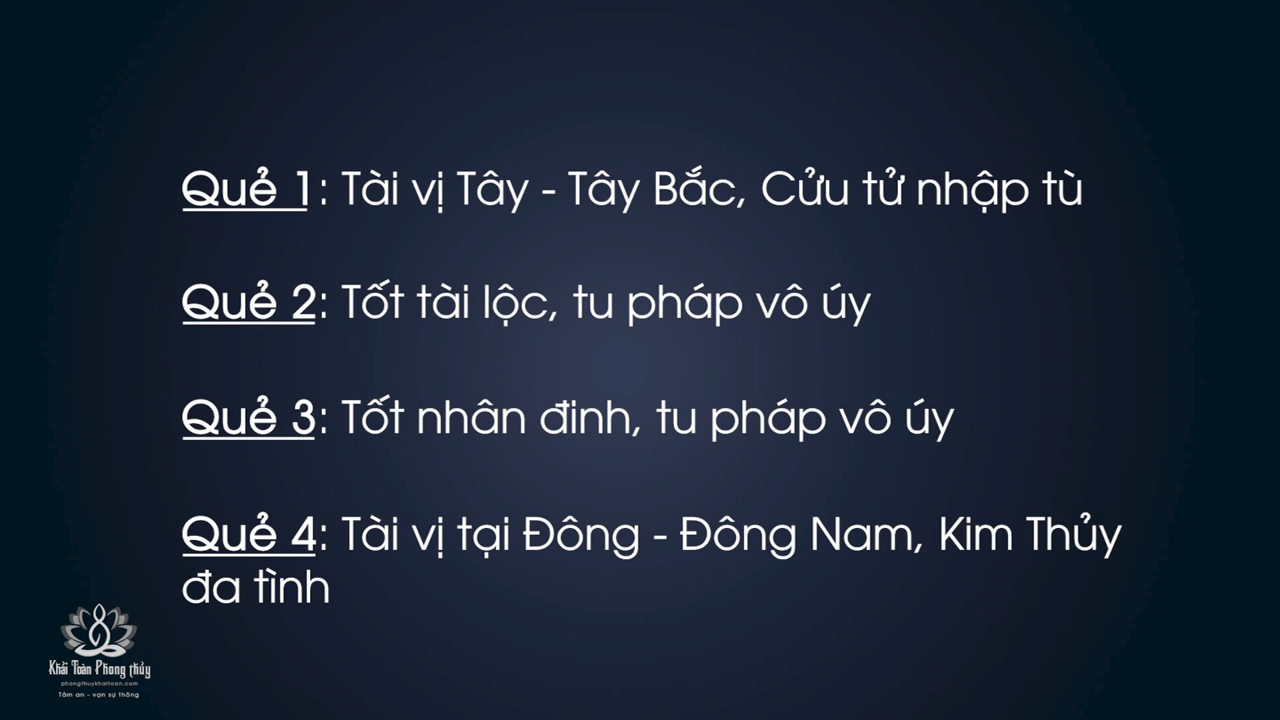 Quẻ 1: Tài vị Tây - Tây Bắc, Cửu tử nhập tù
Quẻ 2: Tốt tài lộc, tu pháp vô úy
Quẻ 3: Tốt nhân đinh, tu pháp vô úy
Quẻ 4: Tài vị tại Đông - Đông Nam, Kim Thủy
đa tình
Khải Toàn Phong thủy
phongthuykhaitoan.com
Tâm an - vạn sự thông